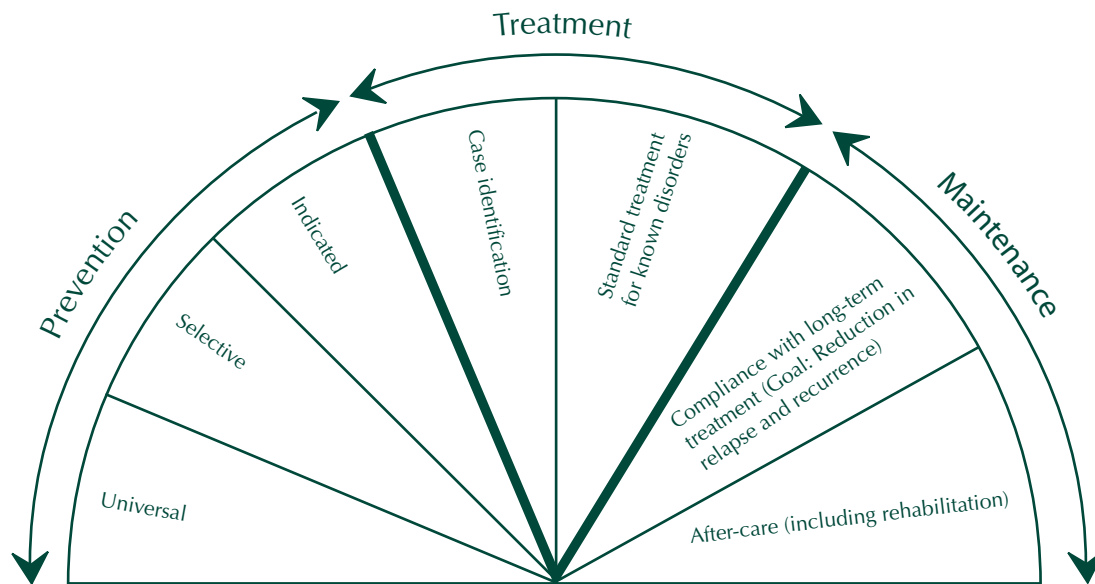 Treatment
Prevention
Maintenance
Universal
Selective
Indicated
Case identification
Standard treatment
for known disorders
Compliance with long-term
treatment (Goal: Reduction in
relapse and recurrence)
After-care (including rehabilitation)